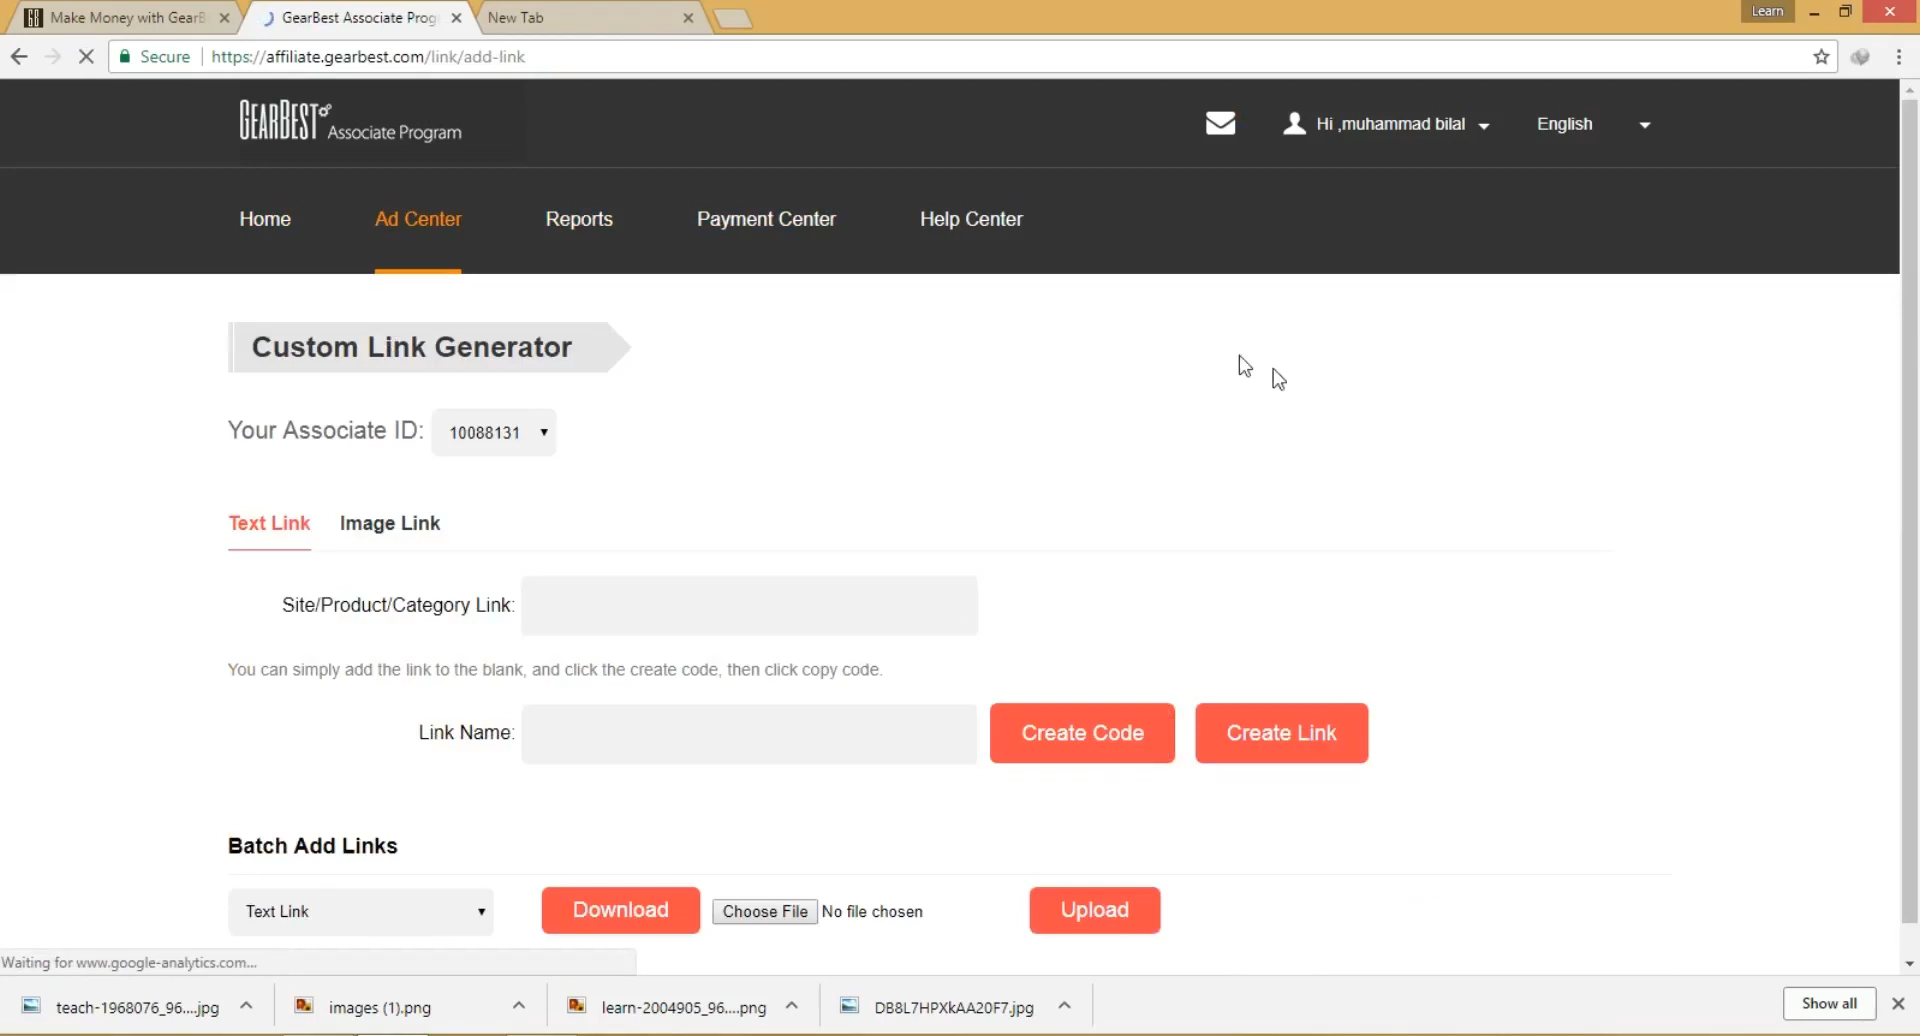 Make Money with GearB
GearBest Associate Prog
New Tab
Learn
Secure
https://affiliate.gearbest.com/link/add-link
GEARBEST Associate Program
Hi ,muhammad bilal
English
Home
Ad Center
Reports
Payment Center
Help Center
Custom Link Generator
Your Associate ID: 10088131
Text Link
Image Link
Site/Product/Category Link:
You can simply add the link to the blank, and click the create code, then click copy code.
Link Name:
Create Code
Create Link
Batch Add Links
Text Link
Download
Choose File No file chosen
Upload
Waiting for www.google-analytics.com...
teach-1968076_96....jpg
images (1).png
learn-2004905_96....png
DB8L7HPXkAA20F7.jpg
Show all